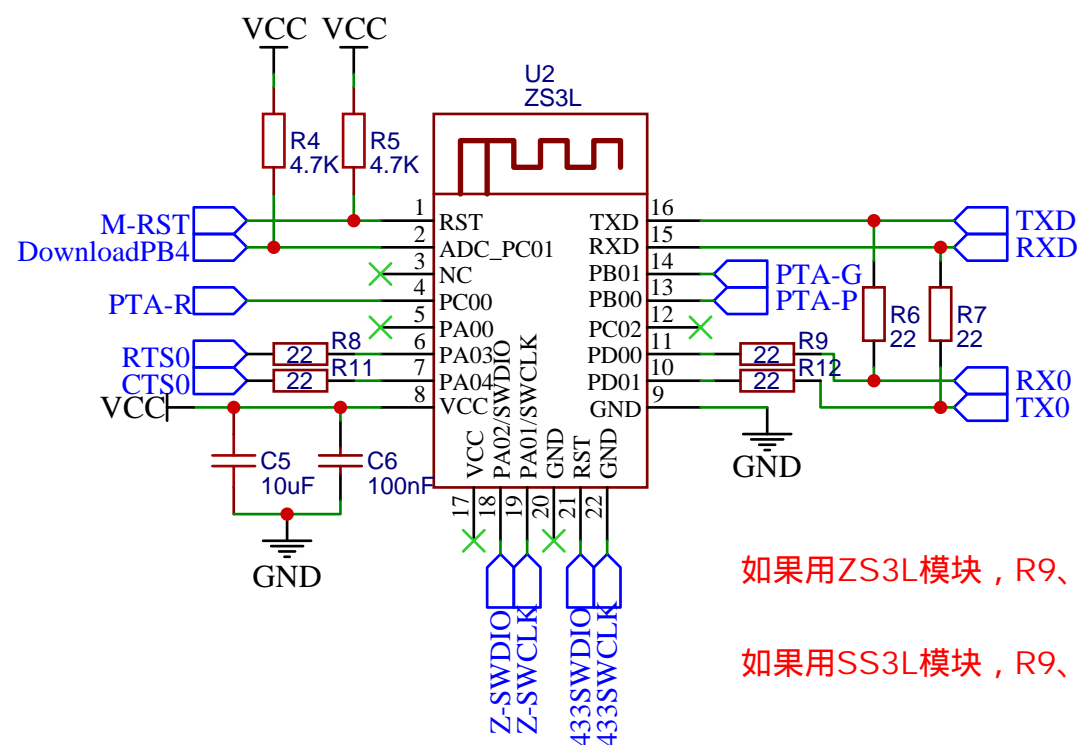 VCC VCC
U2
ZS3L
R4
4.7K
R5
4.7K
M-RST
DownloadPB4
PTA-R
RTS0
CTS0
VCC
R8
22
R11
22
C5
10uF
C6
100nF
GND
1 RST
2 ADC_PC01
3 NC
4 PC00
5 PA00
6 PA03
7 PA04
8 VCC
16 TXD
15 RXD
14 PB01
13 PB00
12 PC02
11 PD00
10 PD01
9 GND
17 VCC
18 PA02/SWDIO
19 PA01/SWCLK
20 GND
21 RST
22 GND
Z-SWDIO
Z-SWCLK
433SWDIO
433SWCLK
PTA-G
PTA-P
R9
22
R12
22
R6
22
R7
22
TXD
RXD
RX0
TX0
GND
如果用ZS3L模块，R9、
如果用SS3L模块，R9、